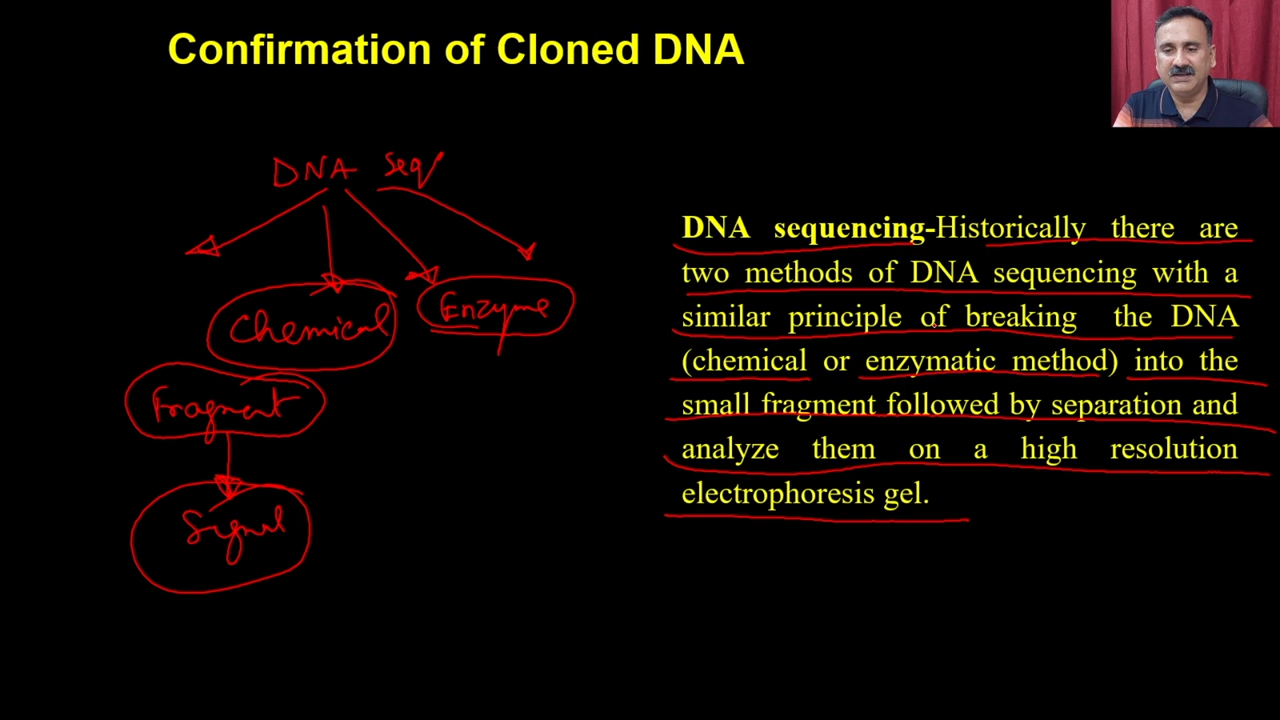 Confirmation of Cloned DNA
DNA Seq
Chemical
Enzyme
Fragment
Signal
DNA sequencing-Historically there are
two methods of DNA sequencing with a
similar principle of breaking the DNA
(chemical or enzymatic method) into the
small fragment followed by separation and
analyze them on a high resolution
electrophoresis gel.